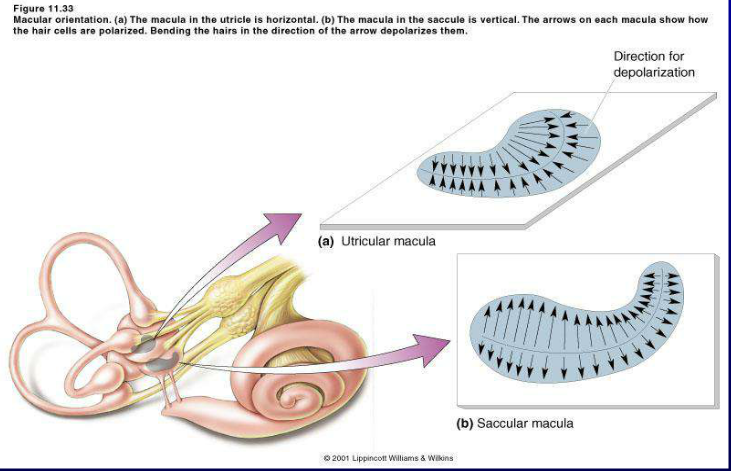 Figure 11.33
Macular orientation. (a) The macula in the utricle is horizontal. (b) The macula in the saccule is vertical. The arrows on each macula show how
the hair cells are polarized. Bending the hairs in the direction of the arrow depolarizes them.
Direction for
depolarization
(a) Utricular macula
(b) Saccular macula
© 2001 Lippincott Williams & Wilkins